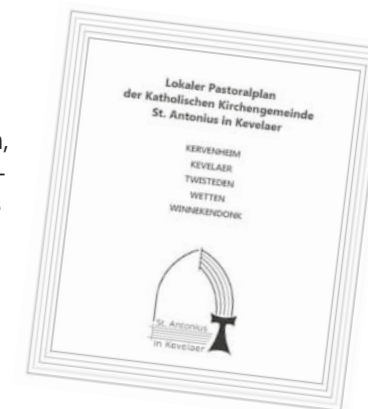 Lokaler Pastoralplan
der Katholischen Kirchengemeinde
St. Antonius in Kevelaer
KERVENHEIM
KEVELAER
TWISTEDEN
WETTEN
WINNEKENDONK
St. Antonius
in Kevelaer